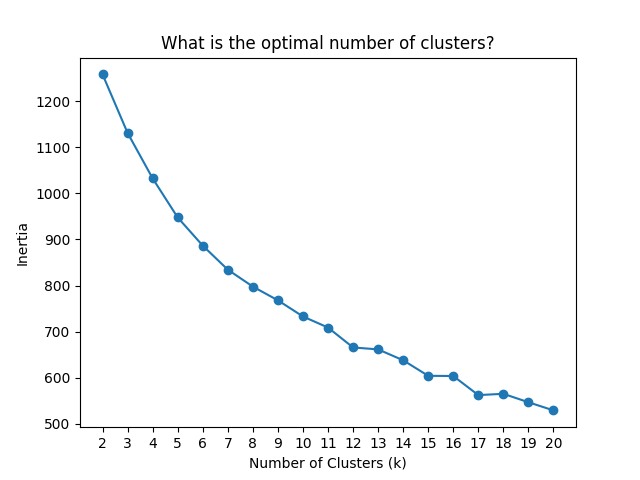 What is the optimal number of clusters?
1200
1100
1000
900
800
700
600
500
Inertia
2 3 4 5 6 7 8 9 10 11 12 13 14 15 16 17 18 19 20
Number of Clusters (k)